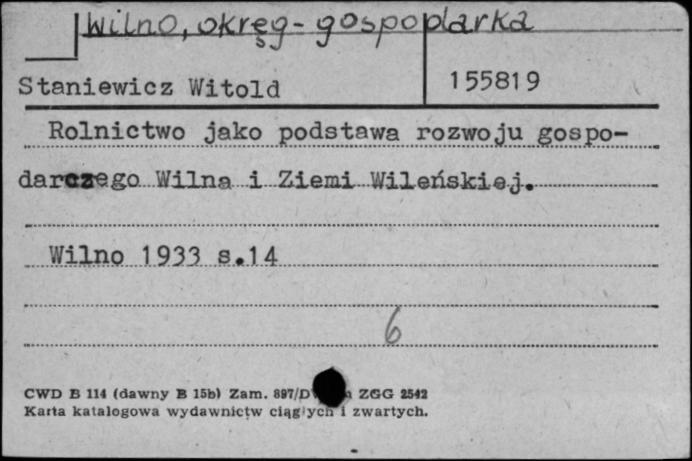 Wilno, okręg - gospodarka
Staniewicz Witold
155819
Rolnictwo jako podstawa rozwoju gospo-
darczego Wilna i Ziemi Wileńskiej.
Wilno 1933 s.14
6
CWD B 114 (dawny B 15b) Zam. 897/D ZGG 2542
Karta katalogowa wydawnictw ciągłych i zwartych.